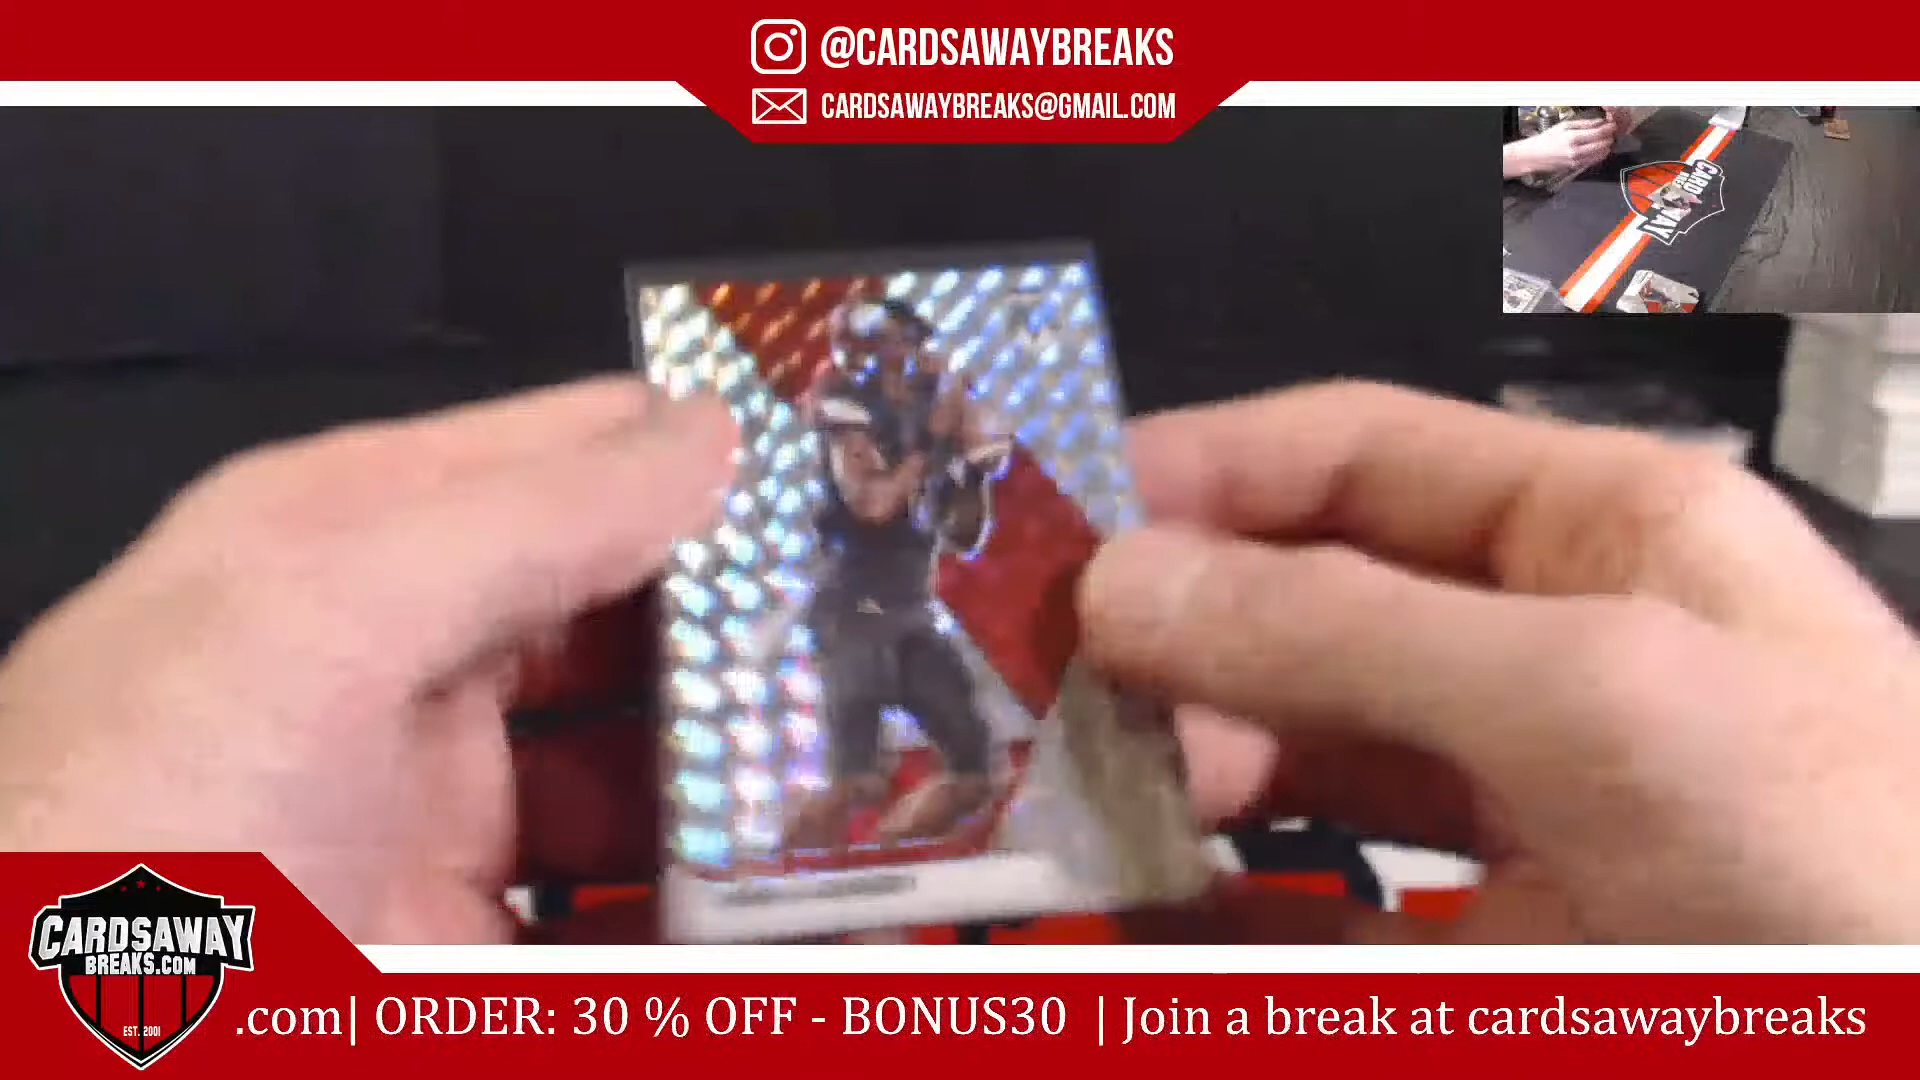 @CARDSAWAYBREAKS
CARDSAWAYBREAKS@GMAIL.COM
CARDSAWAY
BREAKS.COM
EST. 2001
.com| ORDER: 30 % OFF - BONUS30 | Join a break at cardsawaybreaks